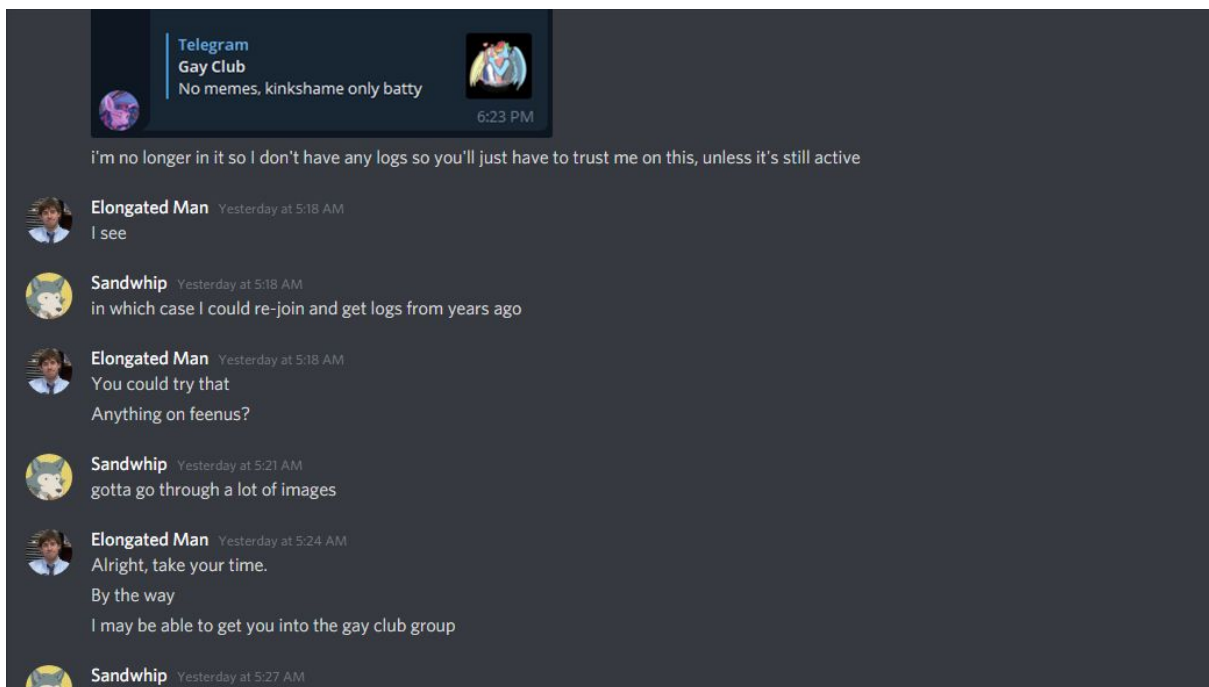 Telegram
Gay Club
No memes, kinkshame only batty
6:23 PM
i'm no longer in it so I don't have any logs so you'll just have to trust me on this, unless it's still active
Elongated Man Yesterday at 5:18 AM
I see
Sandwhip Yesterday at 5:18 AM
in which case I could re-join and get logs from years ago
Elongated Man Yesterday at 5:18 AM
You could try that
Anything on feenus?
Sandwhip Yesterday at 5:21 AM
gotta go through a lot of images
Elongated Man Yesterday at 5:24 AM
Alright, take your time.
By the way
I may be able to get you into the gay club group
Sandwhip Yesterday at 5:27 AM